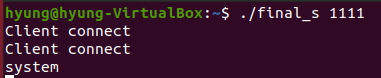 hyung@hyung-VirtualBox:~$ ./final_s 1111
Client connect
Client connect
system